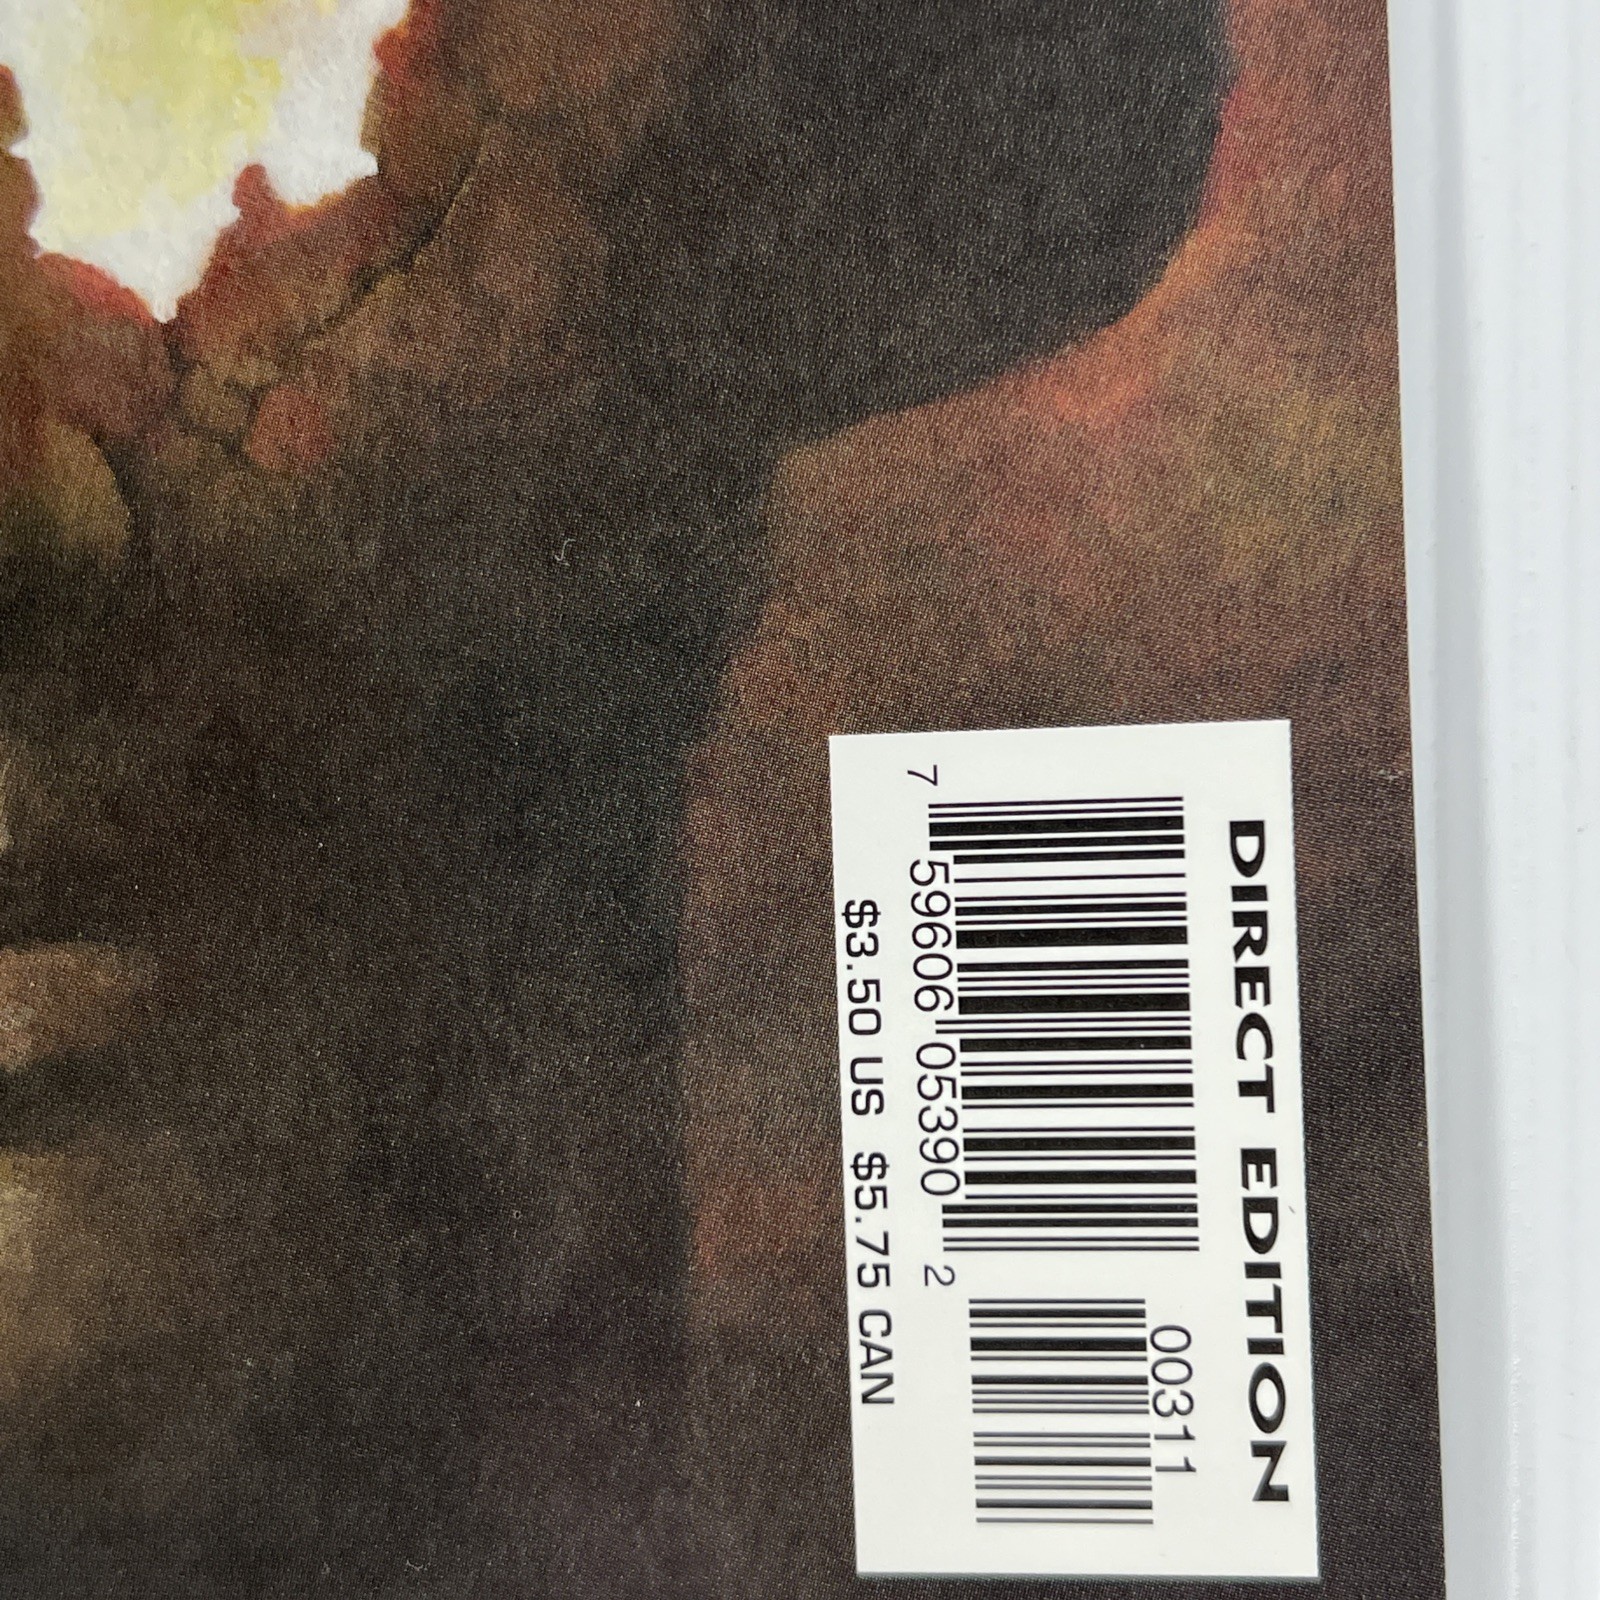 DIRECT EDITION
00311
7 59606 05390 2
$3.50 US $5.75 CAN